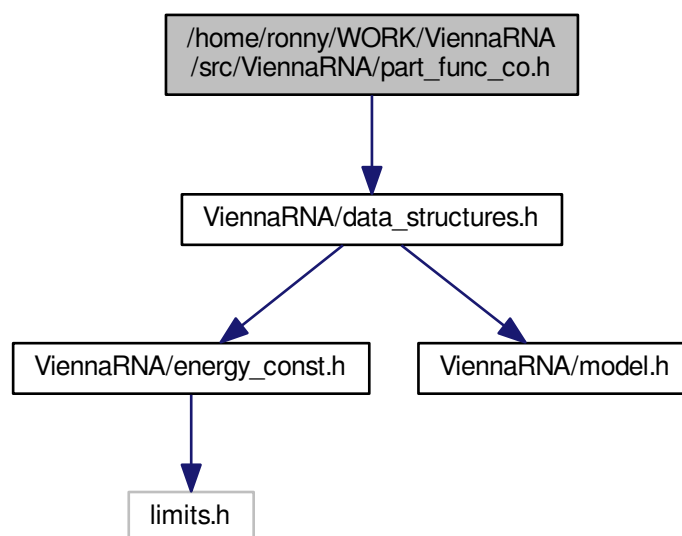 /home/ronny/WORK/ViennaRNA
/src/ViennaRNA/part_func_co.h
ViennaRNA/data_structures.h
ViennaRNA/energy_const.h
ViennaRNA/model.h
limits.h